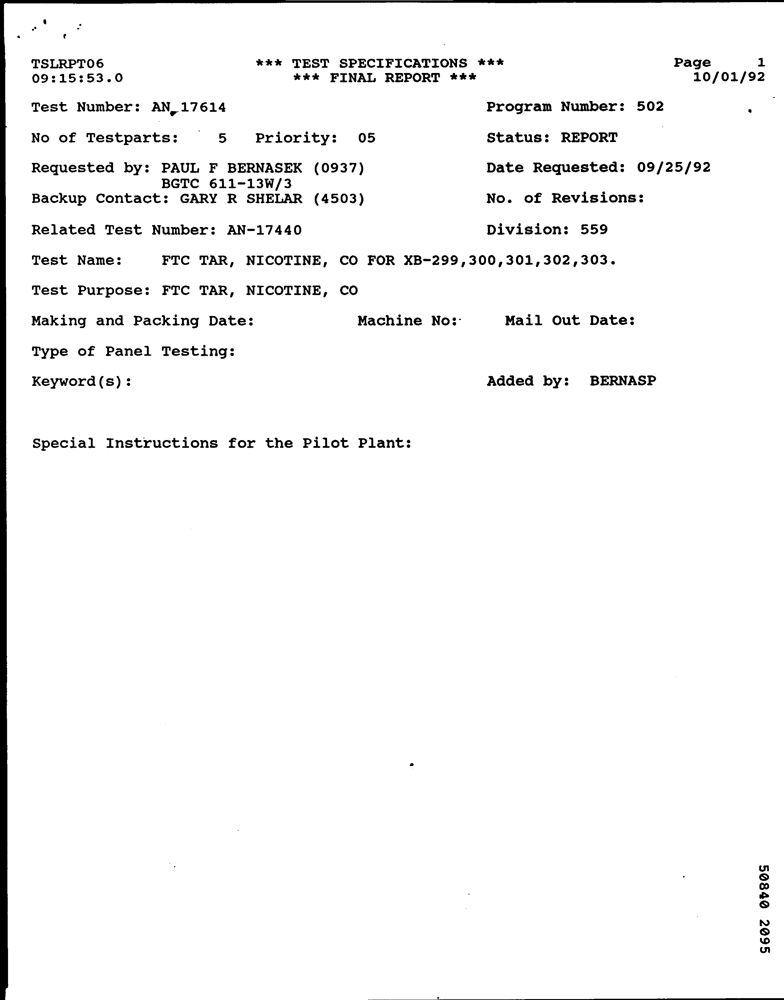 TSLRPT06 *** TEST SPECIFICATIONS *** Page 1
09:15:53.0 *** FINAL REPORT *** 10/01/92
Test Number: AN 17614 Program Number: 502
No of Testparts: 5 Priority: 05 Status: REPORT
Requested by: PAUL F BERNASEK (0937) Date Requested: 09/25/92
BGTC 611-13W/3
Backup Contact: GARY R SHELAR (4503) No. of Revisions:
Related Test Number: AN-17440 Division: 559
Test Name: FTC TAR, NICOTINE, CO FOR XB-299,300,301,302,303.
Test Purpose: FTC TAR, NICOTINE, CO
Making and Packing Date: Machine No: Mail Out Date:
Type of Panel Testing:
Keyword(s): Added by: BERNASP
Special Instructions for the Pilot Plant:
50840 2095